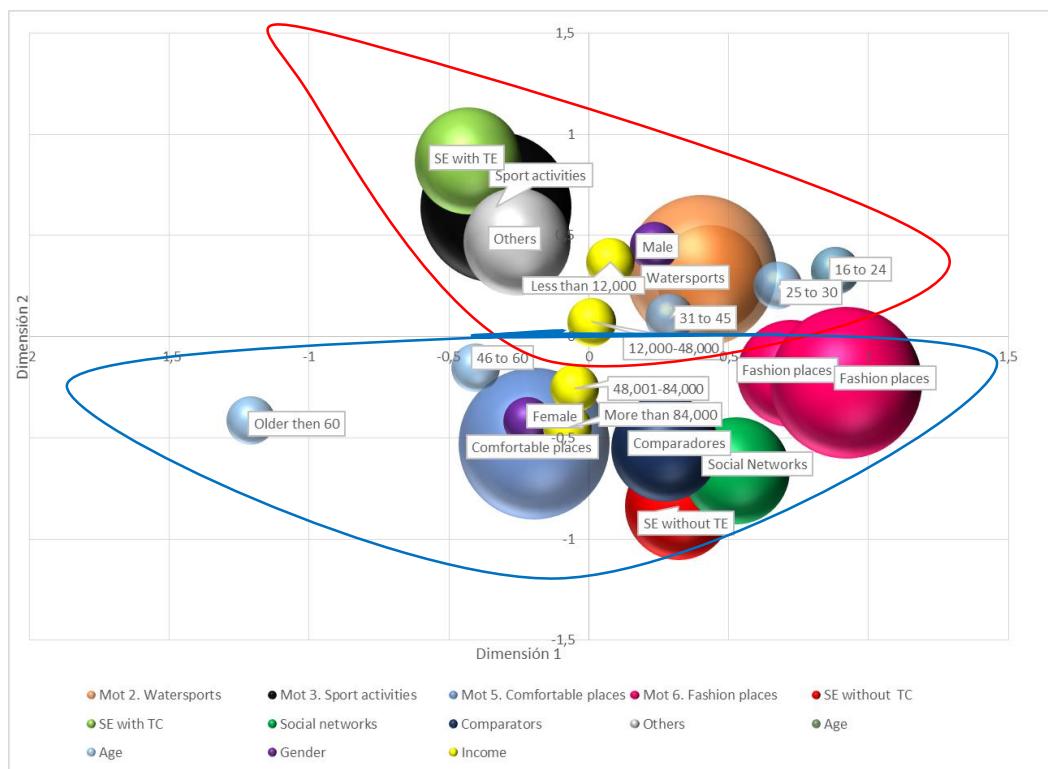 1,5
1
SE with TE
Sport activities
Others
0,5
Male
Watersports
Less than 12,000
16 to 24
25 to 30
31 to 45
12,000-48,000
2
1,5
-1
-0,5
0
1,5
46 to 60
Fashion places
Fashion places
48,001-84,000
Older then 60
Female
More than 84,000
-0,5
Comfortable places
Comparadores
Social Networks
SE without TE
-1
-1,5
Dimensión 2
Dimensión 1
Mot 2. Watersports
Mot 3. Sport activities
Mot 5. Comfortable places
Mot 6. Fashion places
SE without TC
SE with TC
Social networks
Comparators
Others
Age
Age
Gender
Income